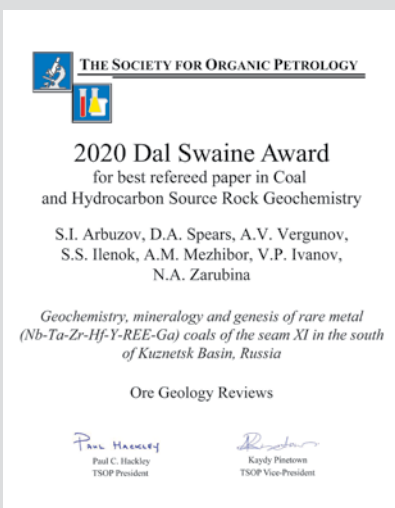 THE SOCIETY FOR ORGANIC PETROLOGY
2020 Dal Swaine Award
for best refereed paper in Coal
and Hydrocarbon Source Rock Geochemistry
S.I. Arbuzov, D.A. Spears, A.V. Vergunov,
S.S. Ilenok, A.M. Mezhibor, V.P. Ivanov,
N.A. Zarubina
Geochemistry, mineralogy and genesis of rare metal
(Nb-Ta-Zr-Hf-Y-REE-Ga) coals of the seam XI in the south
of Kuznetsk Basin, Russia
Ore Geology Reviews
PAUL HACKLEY
Paul C. Hackley
TSOP President
Kaydy Pinetown
TSOP Vice-President